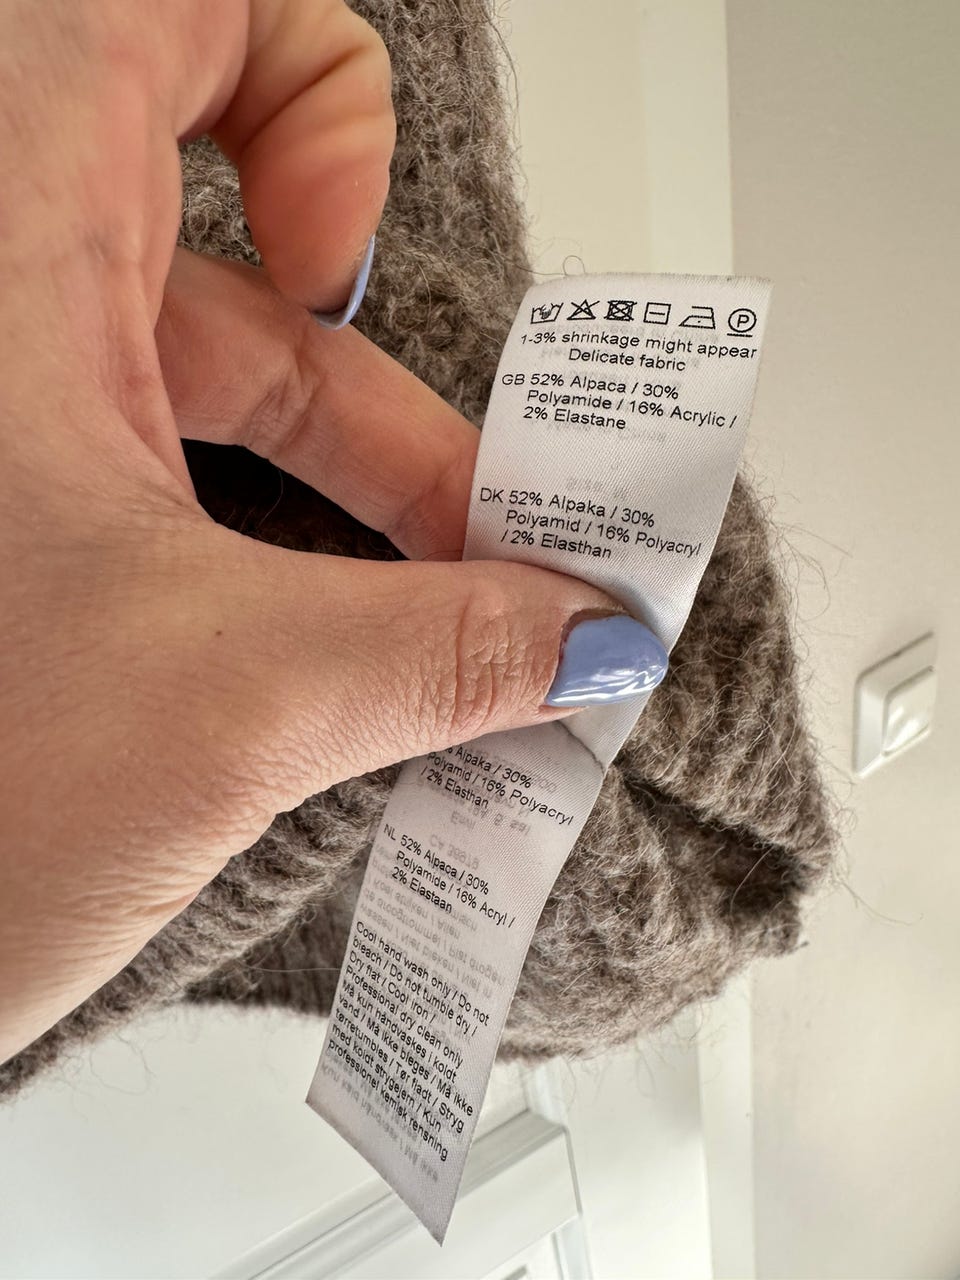 P
1-3% shrinkage might appear
Delicate fabric
GB 52% Alpaca / 30%
Polyamide / 16% Acrylic /
2% Elastane
DK 52% Alpaka / 30%
Polyamid / 16% Polyacryl
/ 2% Elasthan
% Alpaka / 30%
Polyamid / 16% Polyacryl
/ 2% Elasthan
NL 52% Alpaca / 30%
Polyamide / 16% Acryl /
2% Elastaan
Cool hand wash only / Do not
bleach / Do not tumble dry /
Dry flat / Cool iron /
Professional dry clean only
Må kun håndvaskes i koldt
vand / Må ikke bleges / Må ikke
tørretumbles / Tør fladt / Stryg
med koldt strygejern / Kun
professionel kemisk rensning